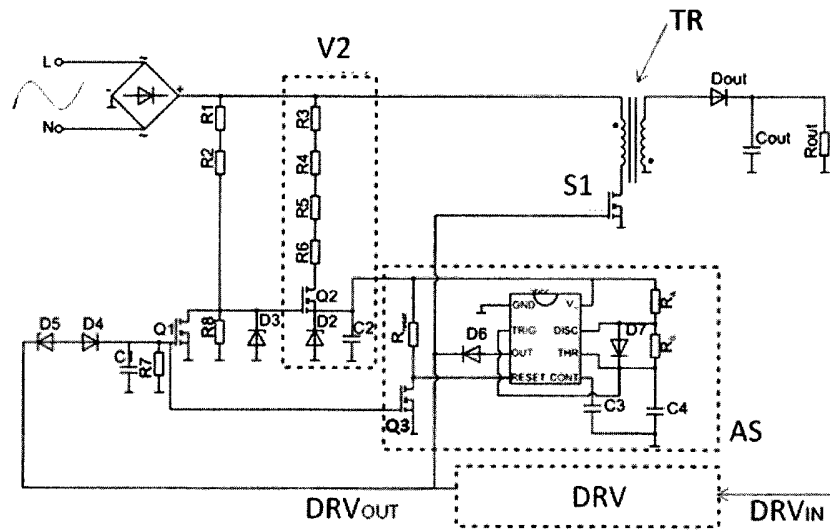 V2
TR
L
N
~
~
-
+
R1
R2
R3
R4
R5
R6
Dout
Cout
Rout
S1
Q1
Q2
R8
D3
D2
C2
D5
D4
C1
R7
D6
GND
TRIG
OUT
RESET
V
DISC
THR
CONT
D7
C3
C4
Q3
AS
DRV
DRVOUT
DRVIN